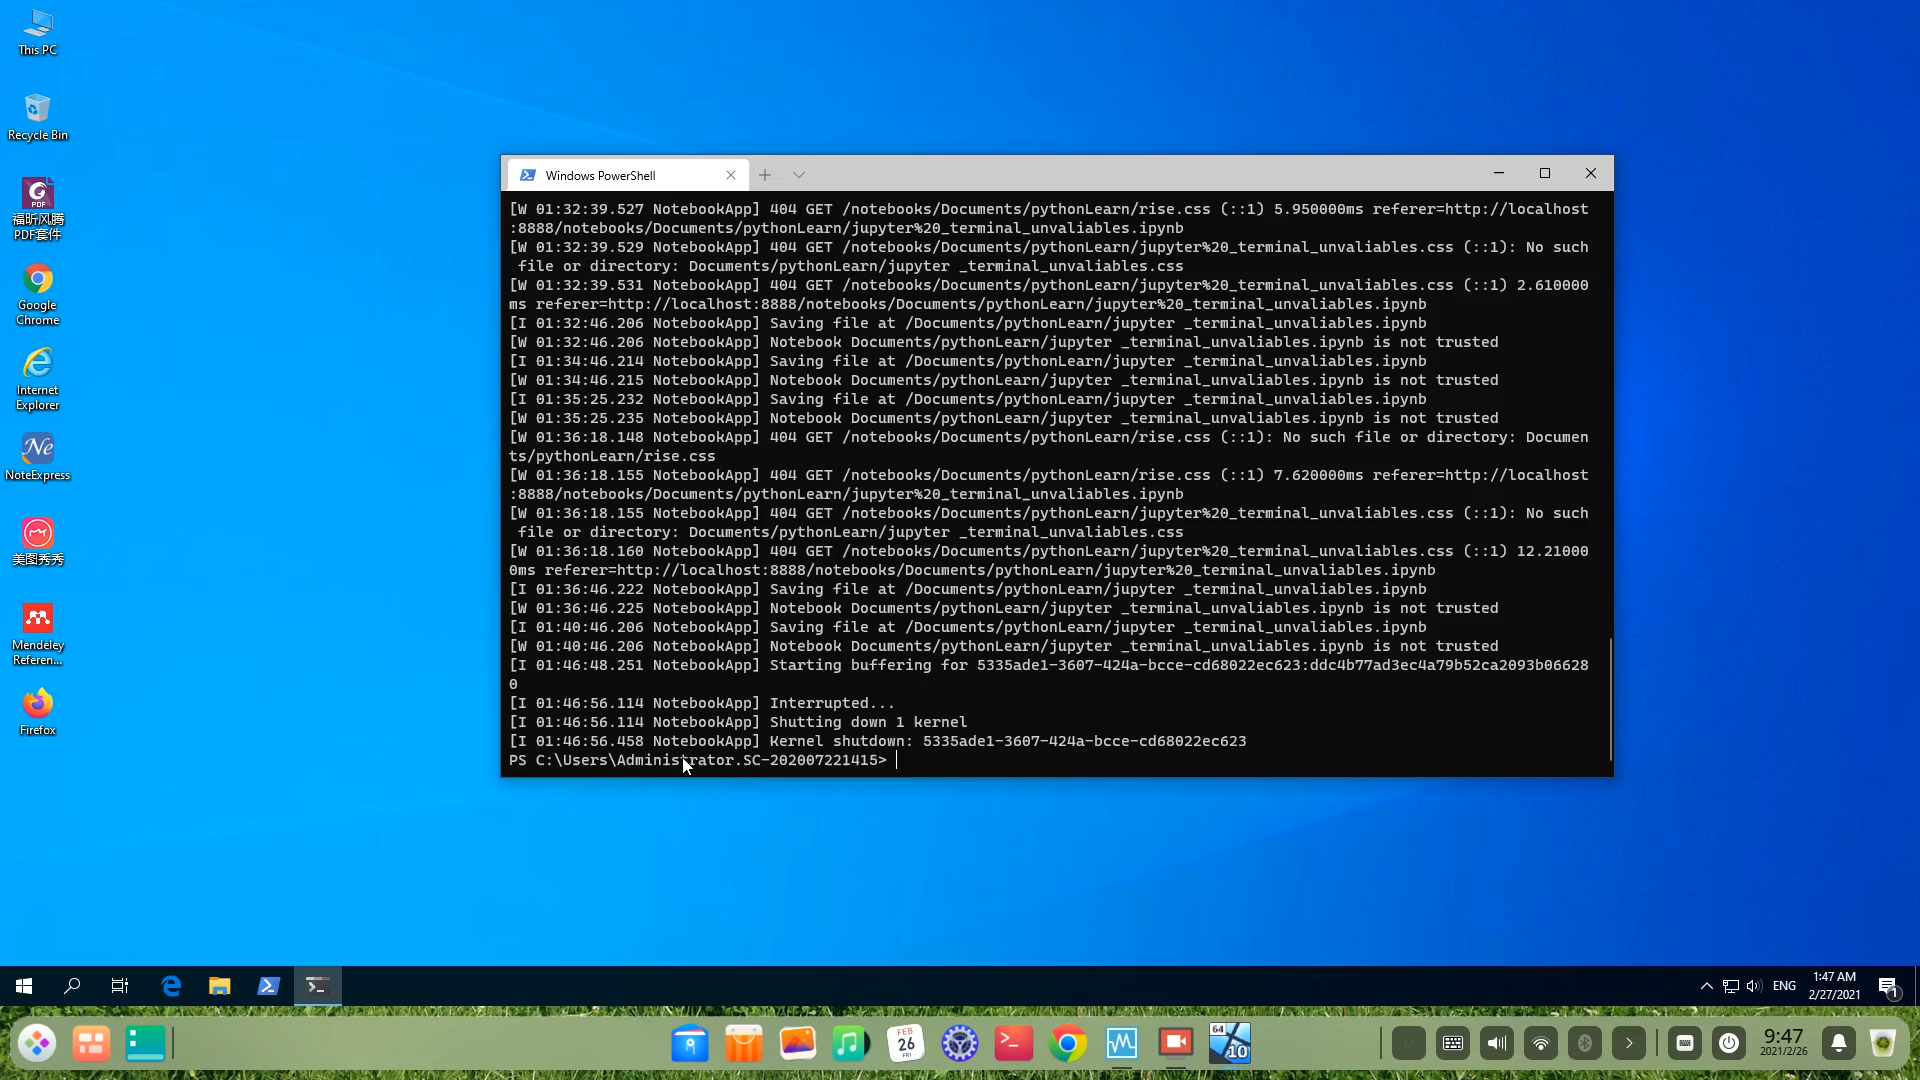 This PC
Recycle Bin
福昕风腾
PDF套件
Google
Chrome
Internet
Explorer
NoteExpress
美图秀秀
Mendeley
Referen...
Firefox
Windows PowerShell
[W 01:32:39.527 NotebookApp] 404 GET /notebooks/Documents/pythonLearn/rise.css (::1) 5.950000ms referer=http://localhost
:8888/notebooks/Documents/pythonLearn/jupyter%20_terminal_unvaliables.ipynb
[W 01:32:39.529 NotebookApp] 404 GET /notebooks/Documents/pythonLearn/jupyter%20_terminal_unvaliables.css (::1): No such
file or directory: Documents/pythonLearn/jupyter _terminal_unvaliables.css
[W 01:32:39.531 NotebookApp] 404 GET /notebooks/Documents/pythonLearn/jupyter%20_terminal_unvaliables.css (::1) 2.610000
ms referer=http://localhost:8888/notebooks/Documents/pythonLearn/jupyter%20_terminal_unvaliables.ipynb
[I 01:32:46.206 NotebookApp] Saving file at /Documents/pythonLearn/jupyter _terminal_unvaliables.ipynb
[W 01:32:46.206 NotebookApp] Notebook Documents/pythonLearn/jupyter _terminal_unvaliables.ipynb is not trusted
[I 01:34:46.214 NotebookApp] Saving file at /Documents/pythonLearn/jupyter _terminal_unvaliables.ipynb
[W 01:34:46.215 NotebookApp] Notebook Documents/pythonLearn/jupyter _terminal_unvaliables.ipynb is not trusted
[I 01:35:25.232 NotebookApp] Saving file at /Documents/pythonLearn/jupyter _terminal_unvaliables.ipynb
[W 01:35:25.235 NotebookApp] Notebook Documents/pythonLearn/jupyter _terminal_unvaliables.ipynb is not trusted
[W 01:36:18.148 NotebookApp] 404 GET /notebooks/Documents/pythonLearn/rise.css (::1): No such file or directory: Documen
ts/pythonLearn/rise.css
[W 01:36:18.155 NotebookApp] 404 GET /notebooks/Documents/pythonLearn/rise.css (::1) 7.620000ms referer=http://localhost
:8888/notebooks/Documents/pythonLearn/jupyter%20_terminal_unvaliables.ipynb
[W 01:36:18.155 NotebookApp] 404 GET /notebooks/Documents/pythonLearn/jupyter%20_terminal_unvaliables.css (::1): No such
file or directory: Documents/pythonLearn/jupyter _terminal_unvaliables.css
[W 01:36:18.160 NotebookApp] 404 GET /notebooks/Documents/pythonLearn/jupyter%20_terminal_unvaliables.css (::1) 12.21000
0ms referer=http://localhost:8888/notebooks/Documents/pythonLearn/jupyter%20_terminal_unvaliables.ipynb
[I 01:36:46.222 NotebookApp] Saving file at /Documents/pythonLearn/jupyter _terminal_unvaliables.ipynb
[W 01:36:46.225 NotebookApp] Notebook Documents/pythonLearn/jupyter _terminal_unvaliables.ipynb is not trusted
[I 01:40:46.206 NotebookApp] Saving file at /Documents/pythonLearn/jupyter _terminal_unvaliables.ipynb
[W 01:40:46.206 NotebookApp] Notebook Documents/pythonLearn/jupyter _terminal_unvaliables.ipynb is not trusted
[I 01:46:48.251 NotebookApp] Starting buffering for 5335ade1-3607-424a-bcce-cd68022ec623:ddc4b77ad3ec4a79b52ca2093b06628
0
[I 01:46:56.114 NotebookApp] Interrupted...
[I 01:46:56.114 NotebookApp] Shutting down 1 kernel
[I 01:46:56.458 NotebookApp] Kernel shutdown: 5335ade1-3607-424a-bcce-cd68022ec623
PS C:\Users\Administrator.SC-202007221415>
ENG
1:47 AM
2/27/2021
1
FEB
26
FRI
64
10
9:47
2021/2/26